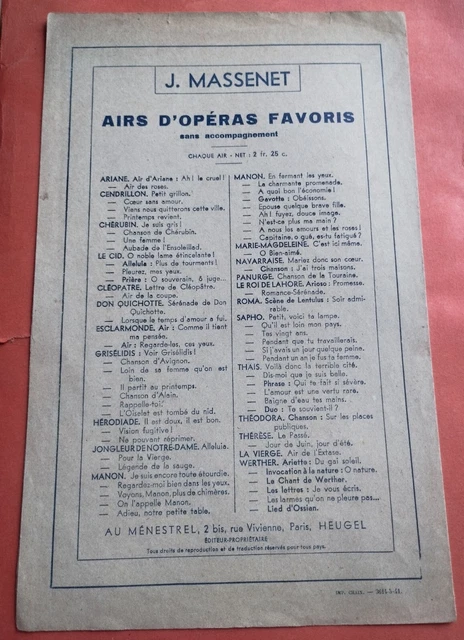 J. MASSENET
AIRS D'OPÉRAS FAVORIS
sans accompagnement
CHAQUE AIR - NET : 2 fr. 25 c.
ARIANE. Air d'Ariane : Ah! le cruel!
— Air des roses.
CENDRILLON. Petit grillon.
— Cœur sans amour.
— Viens nous quitterons cette ville.
— Printemps revient.
CHÉRUBIN. Je suis gris!
— Chanson de Chérubin.
— Une femme!
— Aubade de l'Ensoleillad.
LE CID. O noble lame étincelante!
— Alleluia : Plus de tourments!
— Pleurez, mes yeux.
— Prière : O souverain, ô juge...
CLÉOPATRE. Lettre de Cléopâtre.
— Air de la coupe.
DON QUICHOTTE. Sérénade de Don
Quichotte.
— Lorsque le temps d'amour a fui.
ESCLARMONDE, Air : Comme il tient
ma pensée.
— Air : Regarde-les, ces yeux.
GRISÉLIDIS : Voir Grisélidis!
— Chanson d'Avignon.
— Loin de sa femme qu'on est
bien.
— Il partit au printemps.
— Chanson d'Alain.
— Rappelle-toi!
— L'Oiselet est tombé du nid.
HÉRODIADE. Il est doux, il est bon.
— Vision fugitive!
— Ne pouvant réprimer.
JONGLEUR DE NOTRE-DAME. Alleluia.
— Pour la Vierge.
— Légende de la sauge.
MANON. Je suis encore toute étourdie.
— Regardez-moi bien dans les yeux.
— Voyons, Manon, plus de chimères.
— On l'appelle Manon.
— Adieu, notre petite table.
MANON. En fermant les yeux.
— La charmante promenade.
— A quoi bon l'économie!
— Gavotte : Obéissons.
— Epouse quelque brave fille.
— Ah! fuyez, douce image.
— N'est-ce plus ma main?
— A nous les amours et les roses!
— Capitaine, ô gué, es-tu fatigué?
MARIE-MAGDELEINE. C'est ici même.
— O Bien-aimé.
NAVARRAISE. Mariez donc son cœur.
— Chanson : J'ai trois maisons.
PANURGE. Chanson de la Touraine.
LE ROI DE LAHORE, Arioso : Promesse.
— Romance-Sérénade.
ROMA. Scène de Lentulus : Soir admi-
rable.
SAPHO. Petit, voici ta lampe.
— Qu'il est loin mon pays.
— Tes vingt ans.
— Pendant que tu travaillerais.
— Si j'avais un jour quelque peine.
— Pendant un an je fus ta femme.
THAIS. Voilà donc la terrible cité.
— Dis-moi que je suis belle.
— Phrase : Qui te fait si sévère.
— L'amour est une vertu rare.
— Baigne d'eau tes mains.
— Duo : Te souvient-il?
THÉODORA. Chanson : Sur les places
publiques.
THÉRÈSE. Le Passé.
— Jour de Juin, jour d'été.
LA VIERGE. Air de l'Extase.
WERTHER. Ariette : Du gai soleil.
— Invocation à la nature : O nature.
— Le Chant de Werther.
— Les lettres : Je vous écris.
— Les larmes qu'on ne pleure pas...
— Lied d'Ossian.
AU MÉNESTREL, 2 bis, rue Vivienne, Paris, HEUGEL
ÉDITEUR-PROPRIÉTAIRE
Tous droits de reproduction et de traduction réservés pour tous pays.
IMP. CHAIX. —